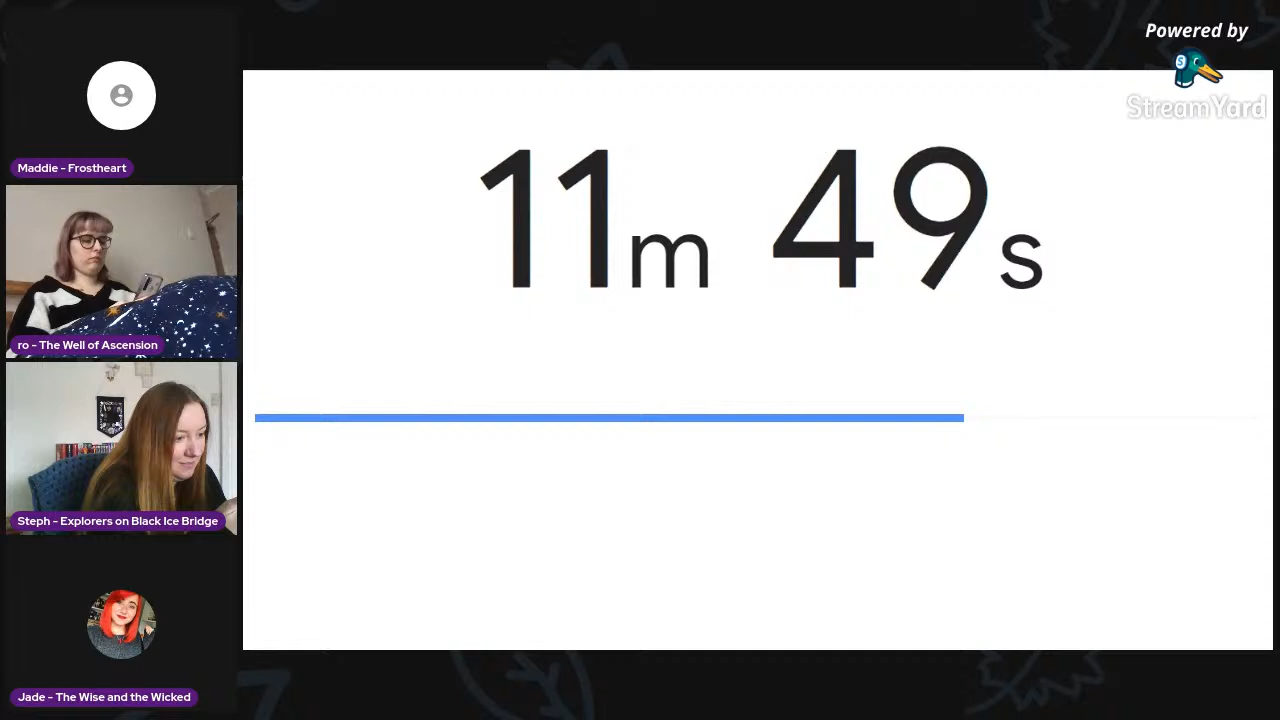 Powered by
StreamYard
Maddie - Frostheart
11m 49s
ro - The Well of Ascension
Steph - Explorers on Black Ice Bridge
Jade - The Wise and the Wicked